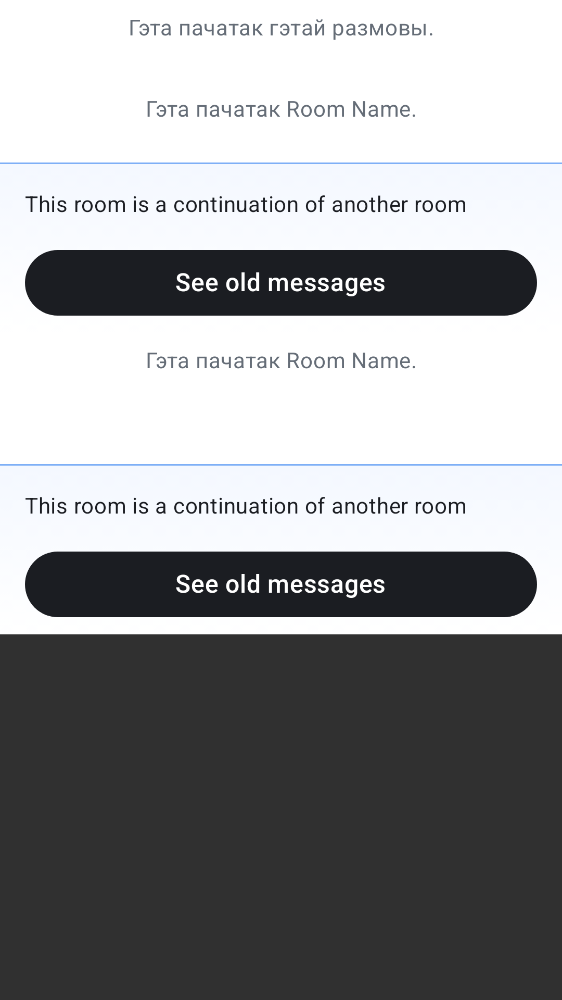 Гэта пачатак гэтай размовы.
Гэта пачатак Room Name.
This room is a continuation of another room
See old messages
Гэта пачатак Room Name.
This room is a continuation of another room
See old messages